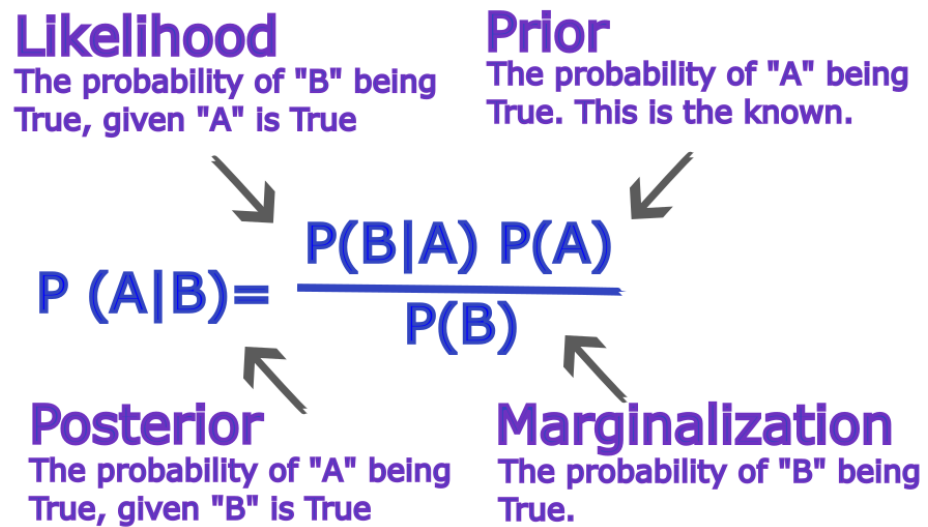 Likelihood
The probability of "B" being
True, given "A" is True
Prior
The probability of "A" being
True. This is the known.
P(B|A) P(A)
P (A|B)=
P(B)
Posterior
The probability of "A" being
True, given "B" is True
Marginalization
The probability of "B" being
True.